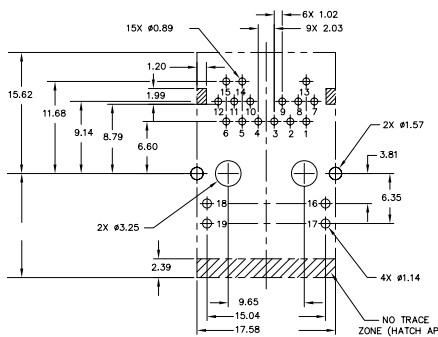 6X 1.02
15X ø0.89
9X 2.03
1.20
15 14 13
1.99
15.62
12 11 10 9 8 7
11.68
9.14
8.79
6.60
6 5 4 3 2 1
2X ø1.57
3.81
6.35
18 16
2X ø3.25
19 17
4X ø1.14
2.39
9.65
15.04
17.58
NO TRACE
ZONE (HATCH AP